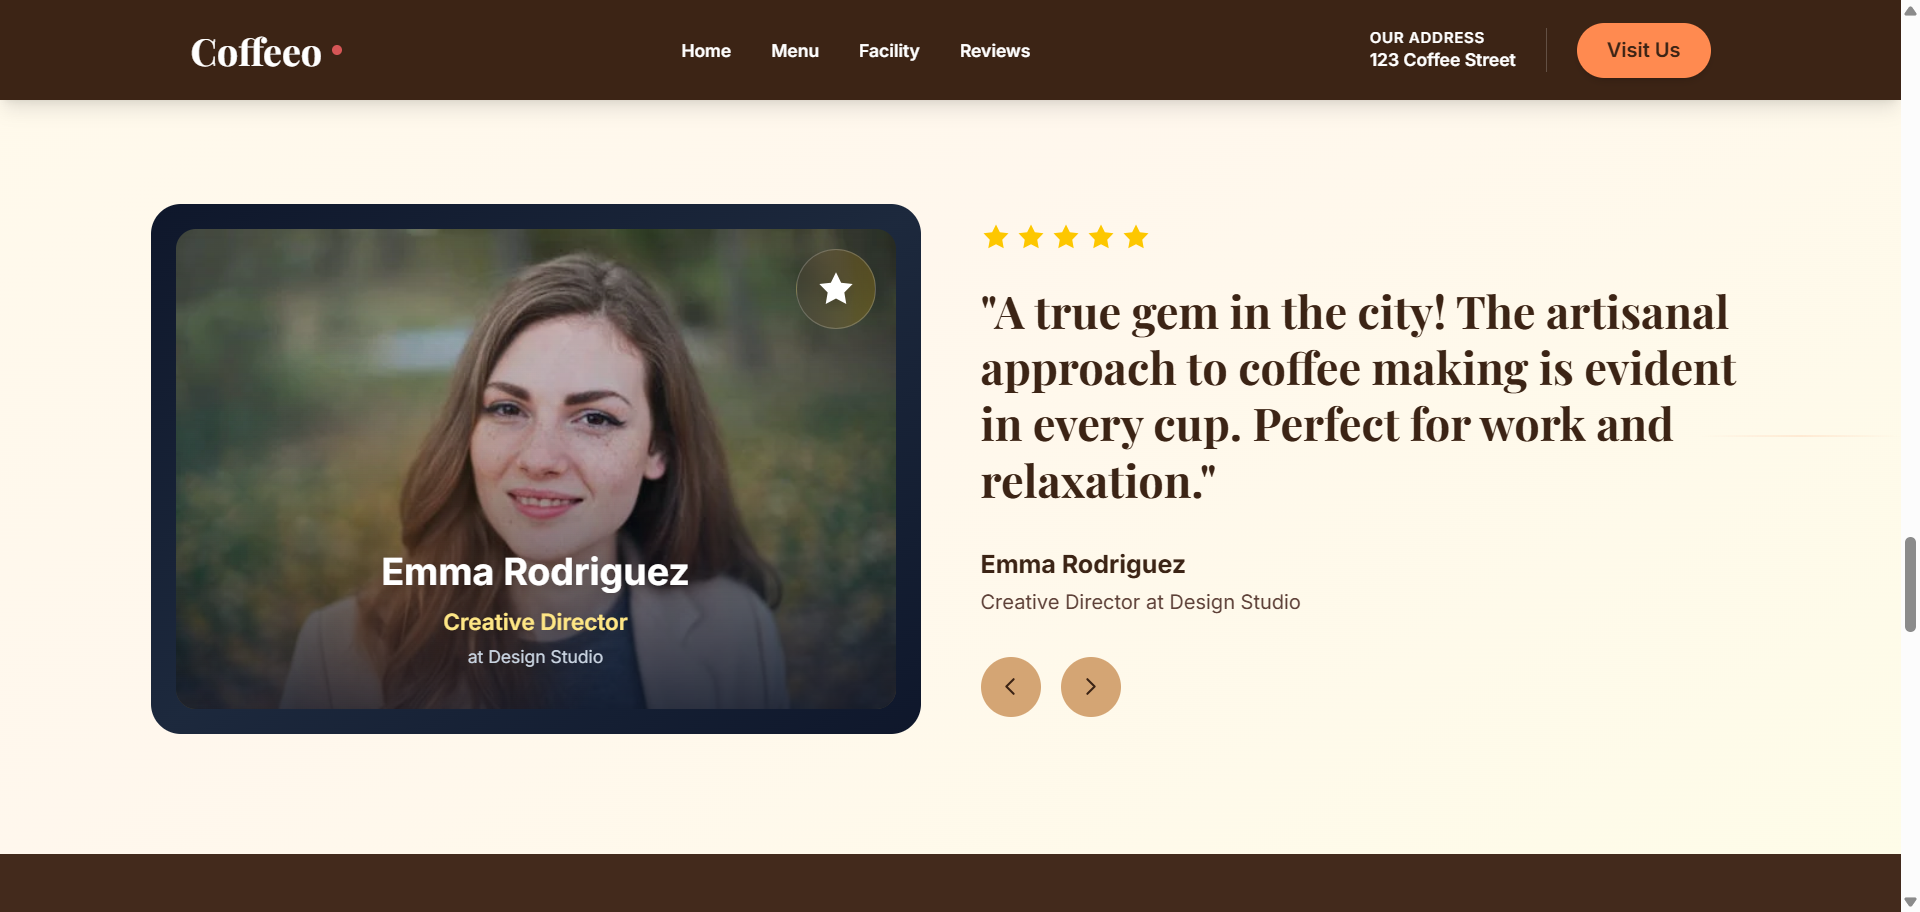 Coffeeo
Home
Menu
Facility
Reviews
OUR ADDRESS
123 Coffee Street
Visit Us
Emma Rodriguez
Creative Director
at Design Studio
"A true gem in the city! The artisanal
approach to coffee making is evident
in every cup. Perfect for work and
relaxation."
Emma Rodriguez
Creative Director at Design Studio